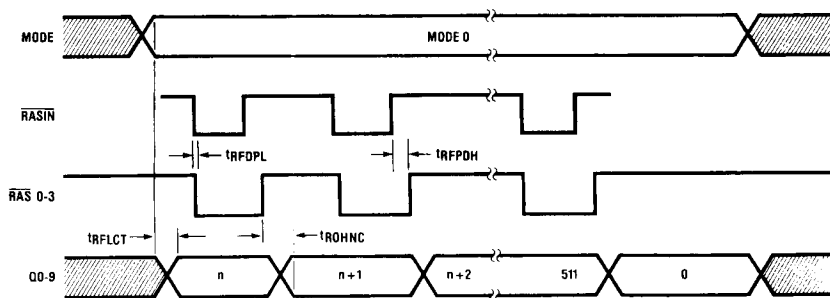 MODE
MODE 0
RASIN
tRFDPL
tRFPDH
RAS 0-3
tRFLCT
tROHNC
Q0-9
n
n+1
n+2
511
0